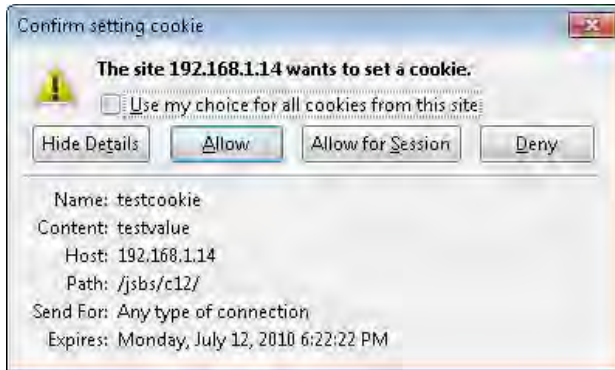 Confirm setting cookie
The site 192.168.1.14 wants to set a cookie.
Use my choice for all cookies from this site
Hide Details Allow Allow for Session Deny
Name: testcookie
Content: testvalue
Host: 192.168.1.14
Path: /jsbs/c12/
Send For: Any type of connection
Expires: Monday, July 12, 2010 6:22:22 PM